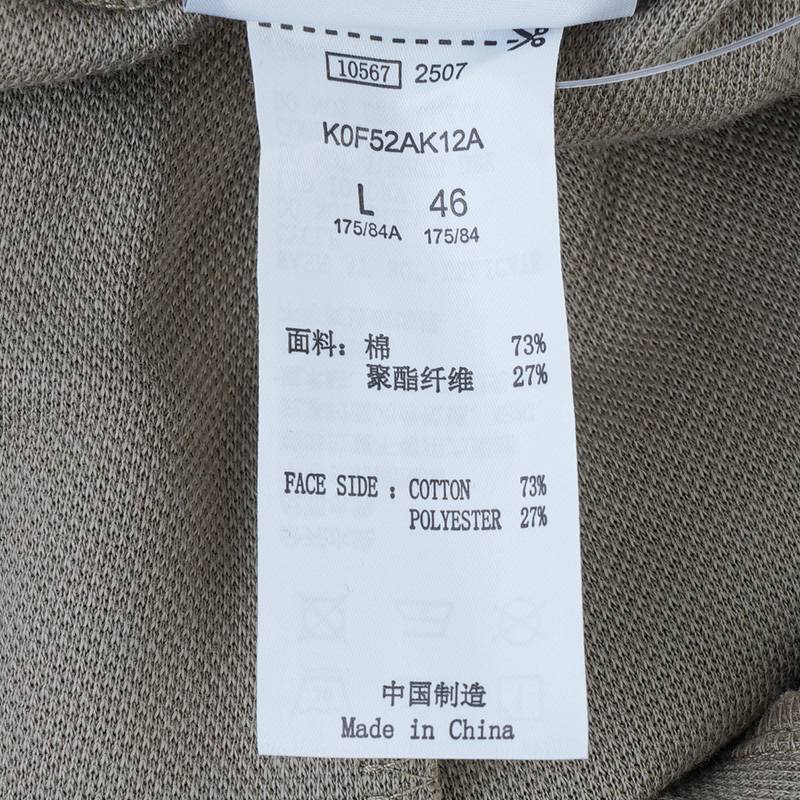 10567 2507
K0F52AK12A
L 46
175/84A 175/84
面料: 棉 73%
聚酯纤维 27%
FACE SIDE : COTTON 73%
POLYESTER 27%
中国制造
Made in China